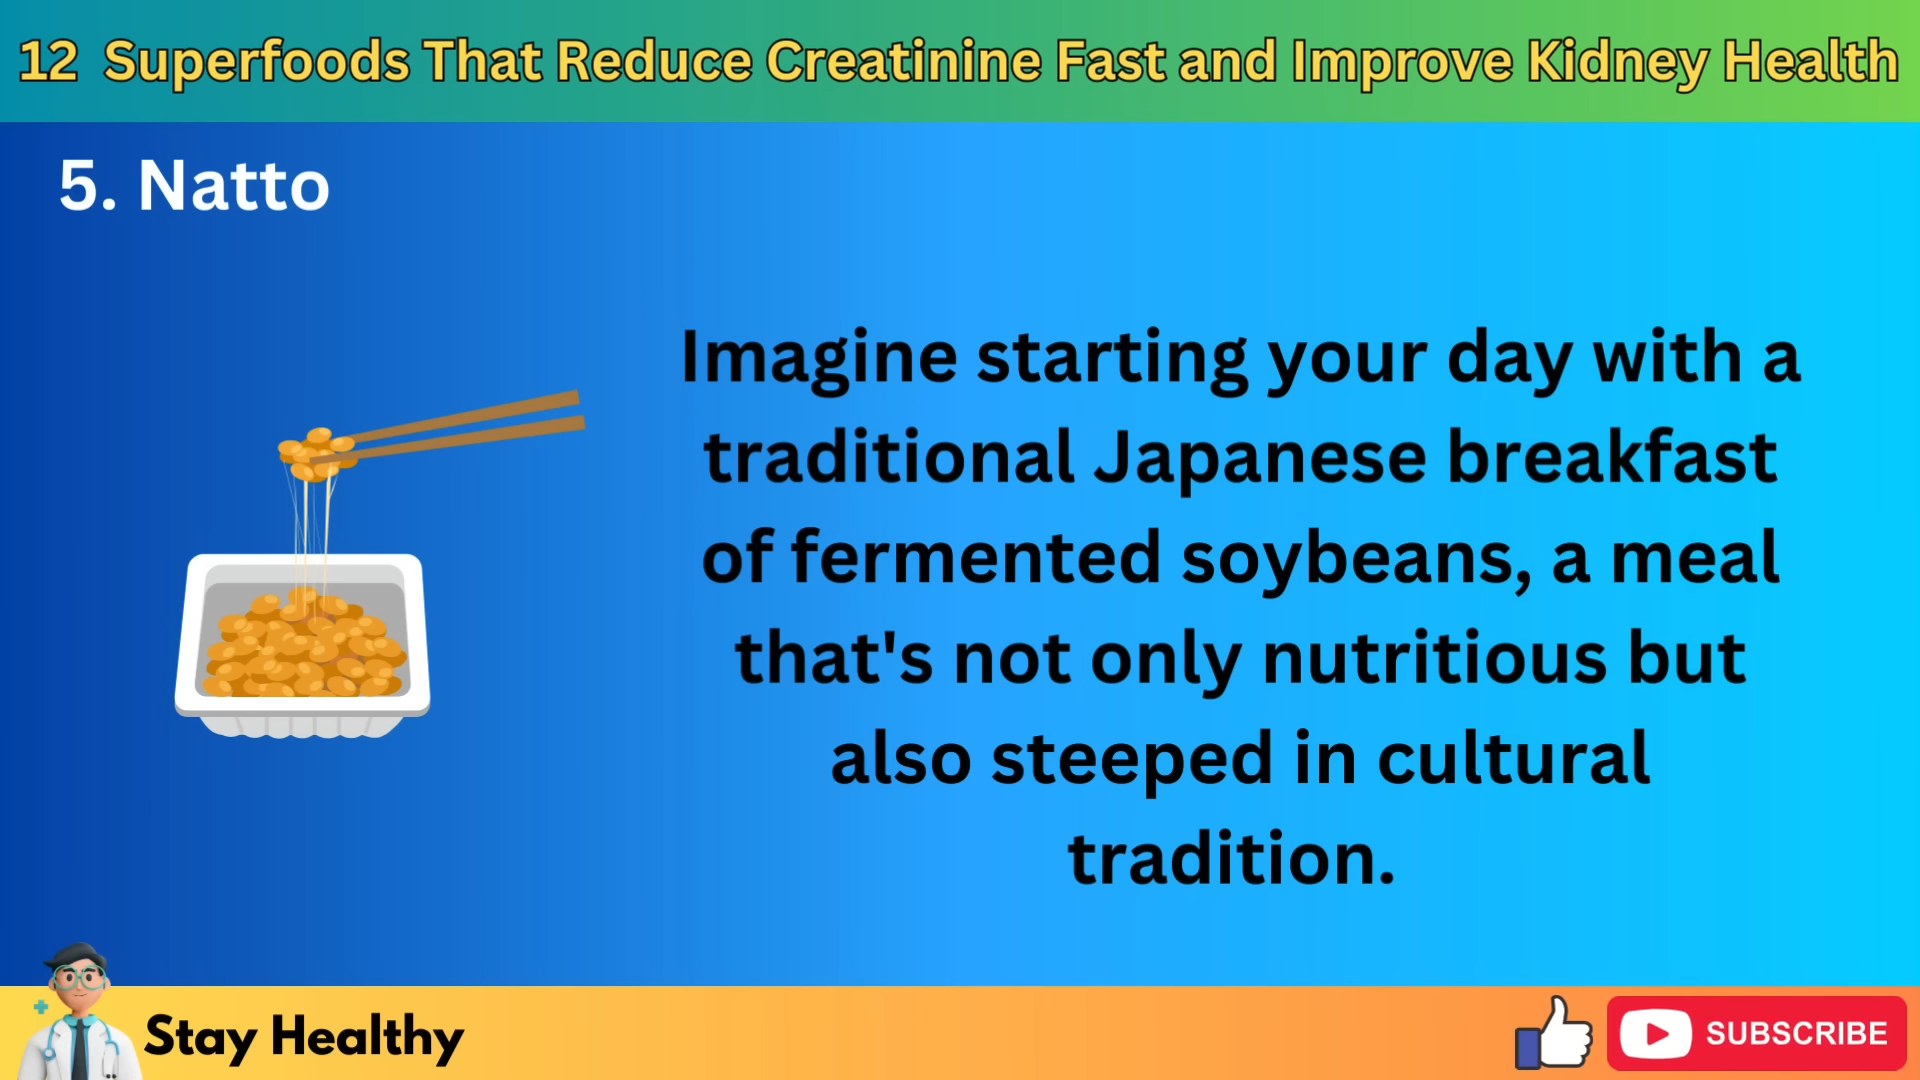 12 Superfoods That Reduce Creatinine Fast and Improve Kidney Health
5. Natto
Imagine starting your day with a
traditional Japanese breakfast
of fermented soybeans, a meal
that's not only nutritious but
also steeped in cultural
tradition.
Stay Healthy
SUBSCRIBE